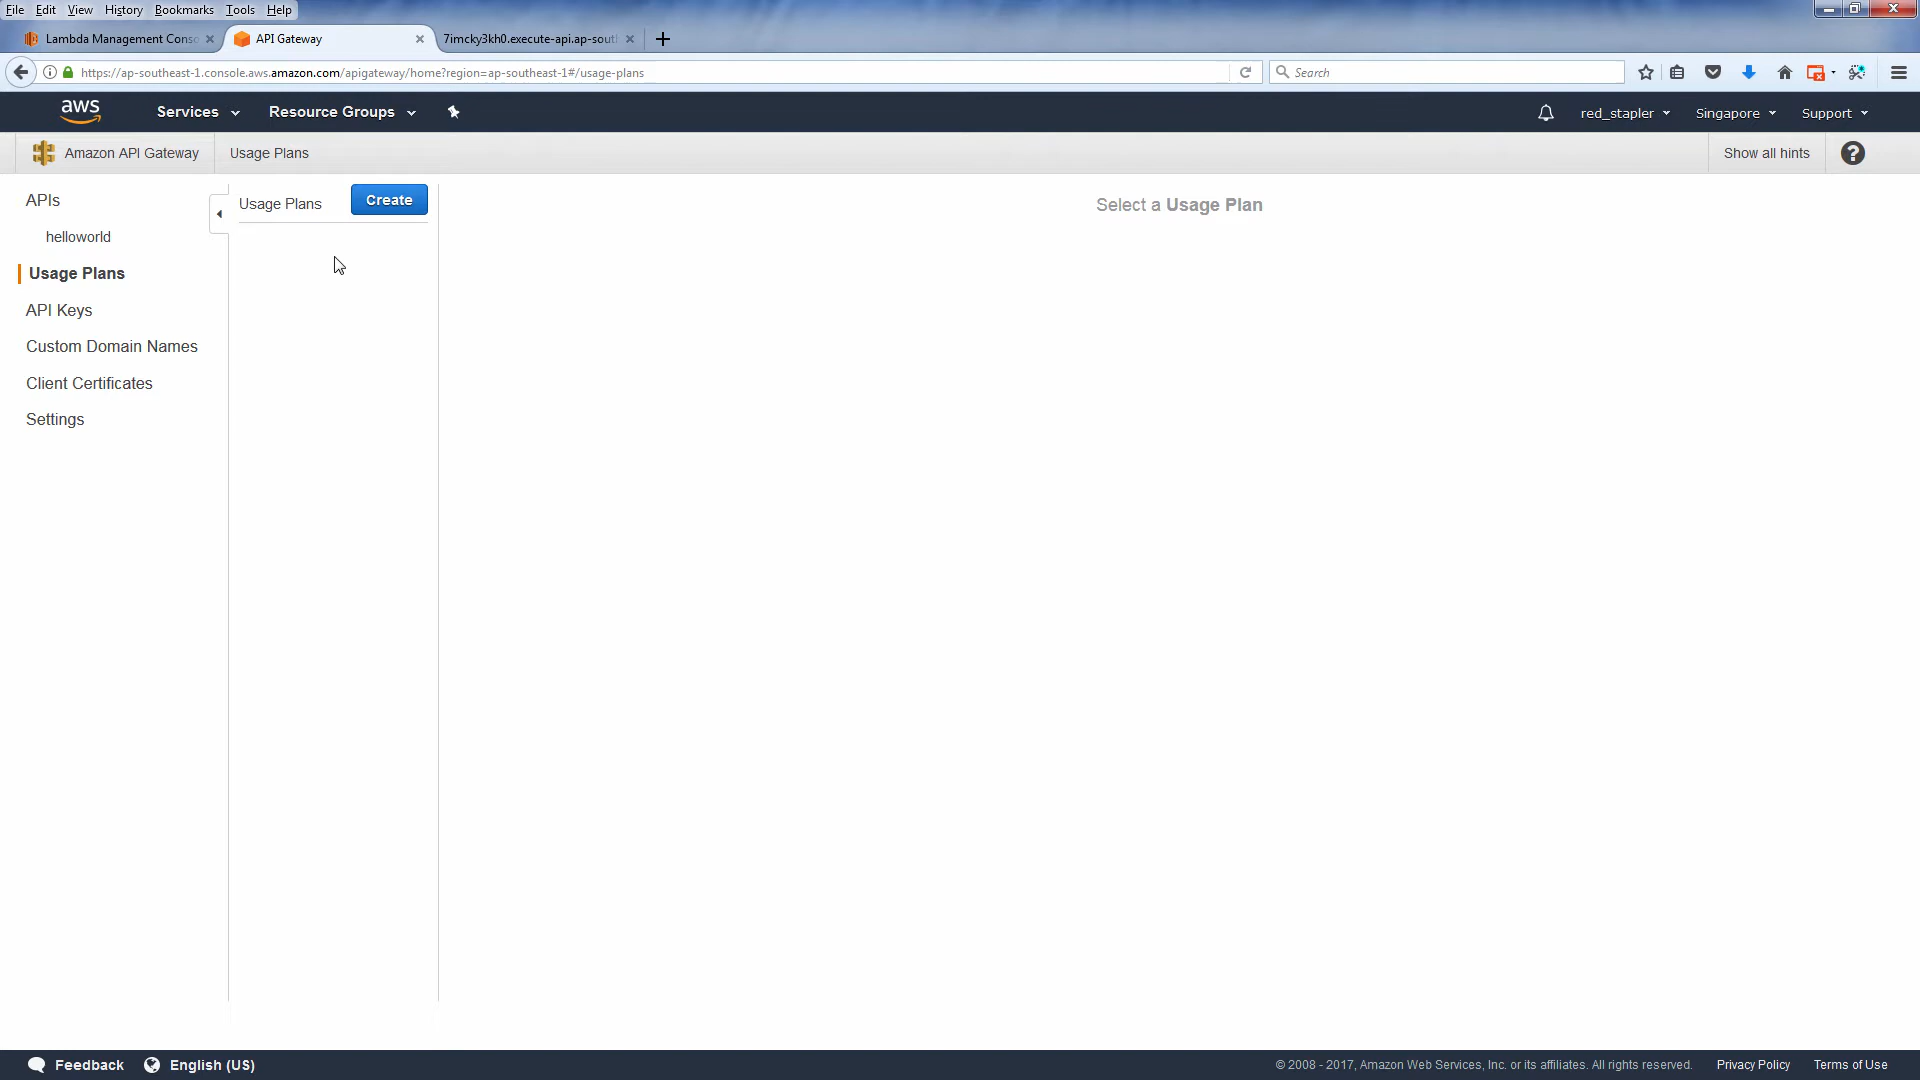 File Edit View History Bookmarks Tools Help
Lambda Management Conso
API Gateway
7imcky3kh0.execute-api.ap-sout
https://ap-southeast-1.console.aws.amazon.com/apigateway/home?region=ap-southeast-1#/usage-plans
Search
aws
Services
Resource Groups
red_stapler
Singapore
Support
Amazon API Gateway
Usage Plans
Show all hints
?
APIs
helloworld
Usage Plans
API Keys
Custom Domain Names
Client Certificates
Settings
Usage Plans
Create
Select a Usage Plan
Feedback
English (US)
© 2008 - 2017, Amazon Web Services, Inc. or its affiliates. All rights reserved.
Privacy Policy
Terms of Use